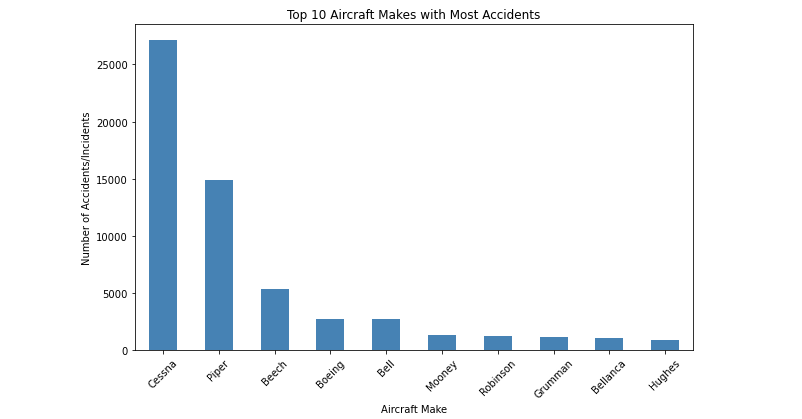 Top 10 Aircraft Makes with Most Accidents
Number of Accidents/Incidents
25000
20000
15000
10000
5000
0
Cessna
Piper
Beech
Boeing
Bell
Mooney
Robinson
Grumman
Bellanca
Hughes
Aircraft Make